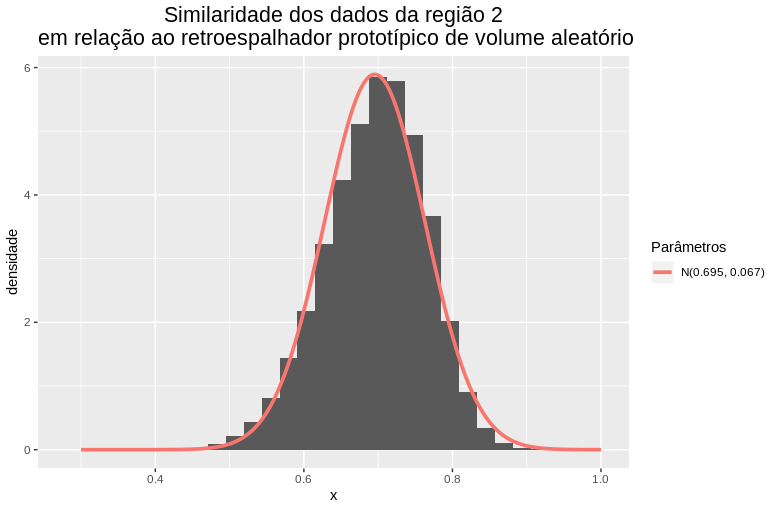 Similaridade dos dados da região 2
em relação ao retroespalhador prototípico de volume aleatório
6
4
2
0
densidade
0.4
0.6
0.8
1.0
x
Parâmetros
N(0.695, 0.067)